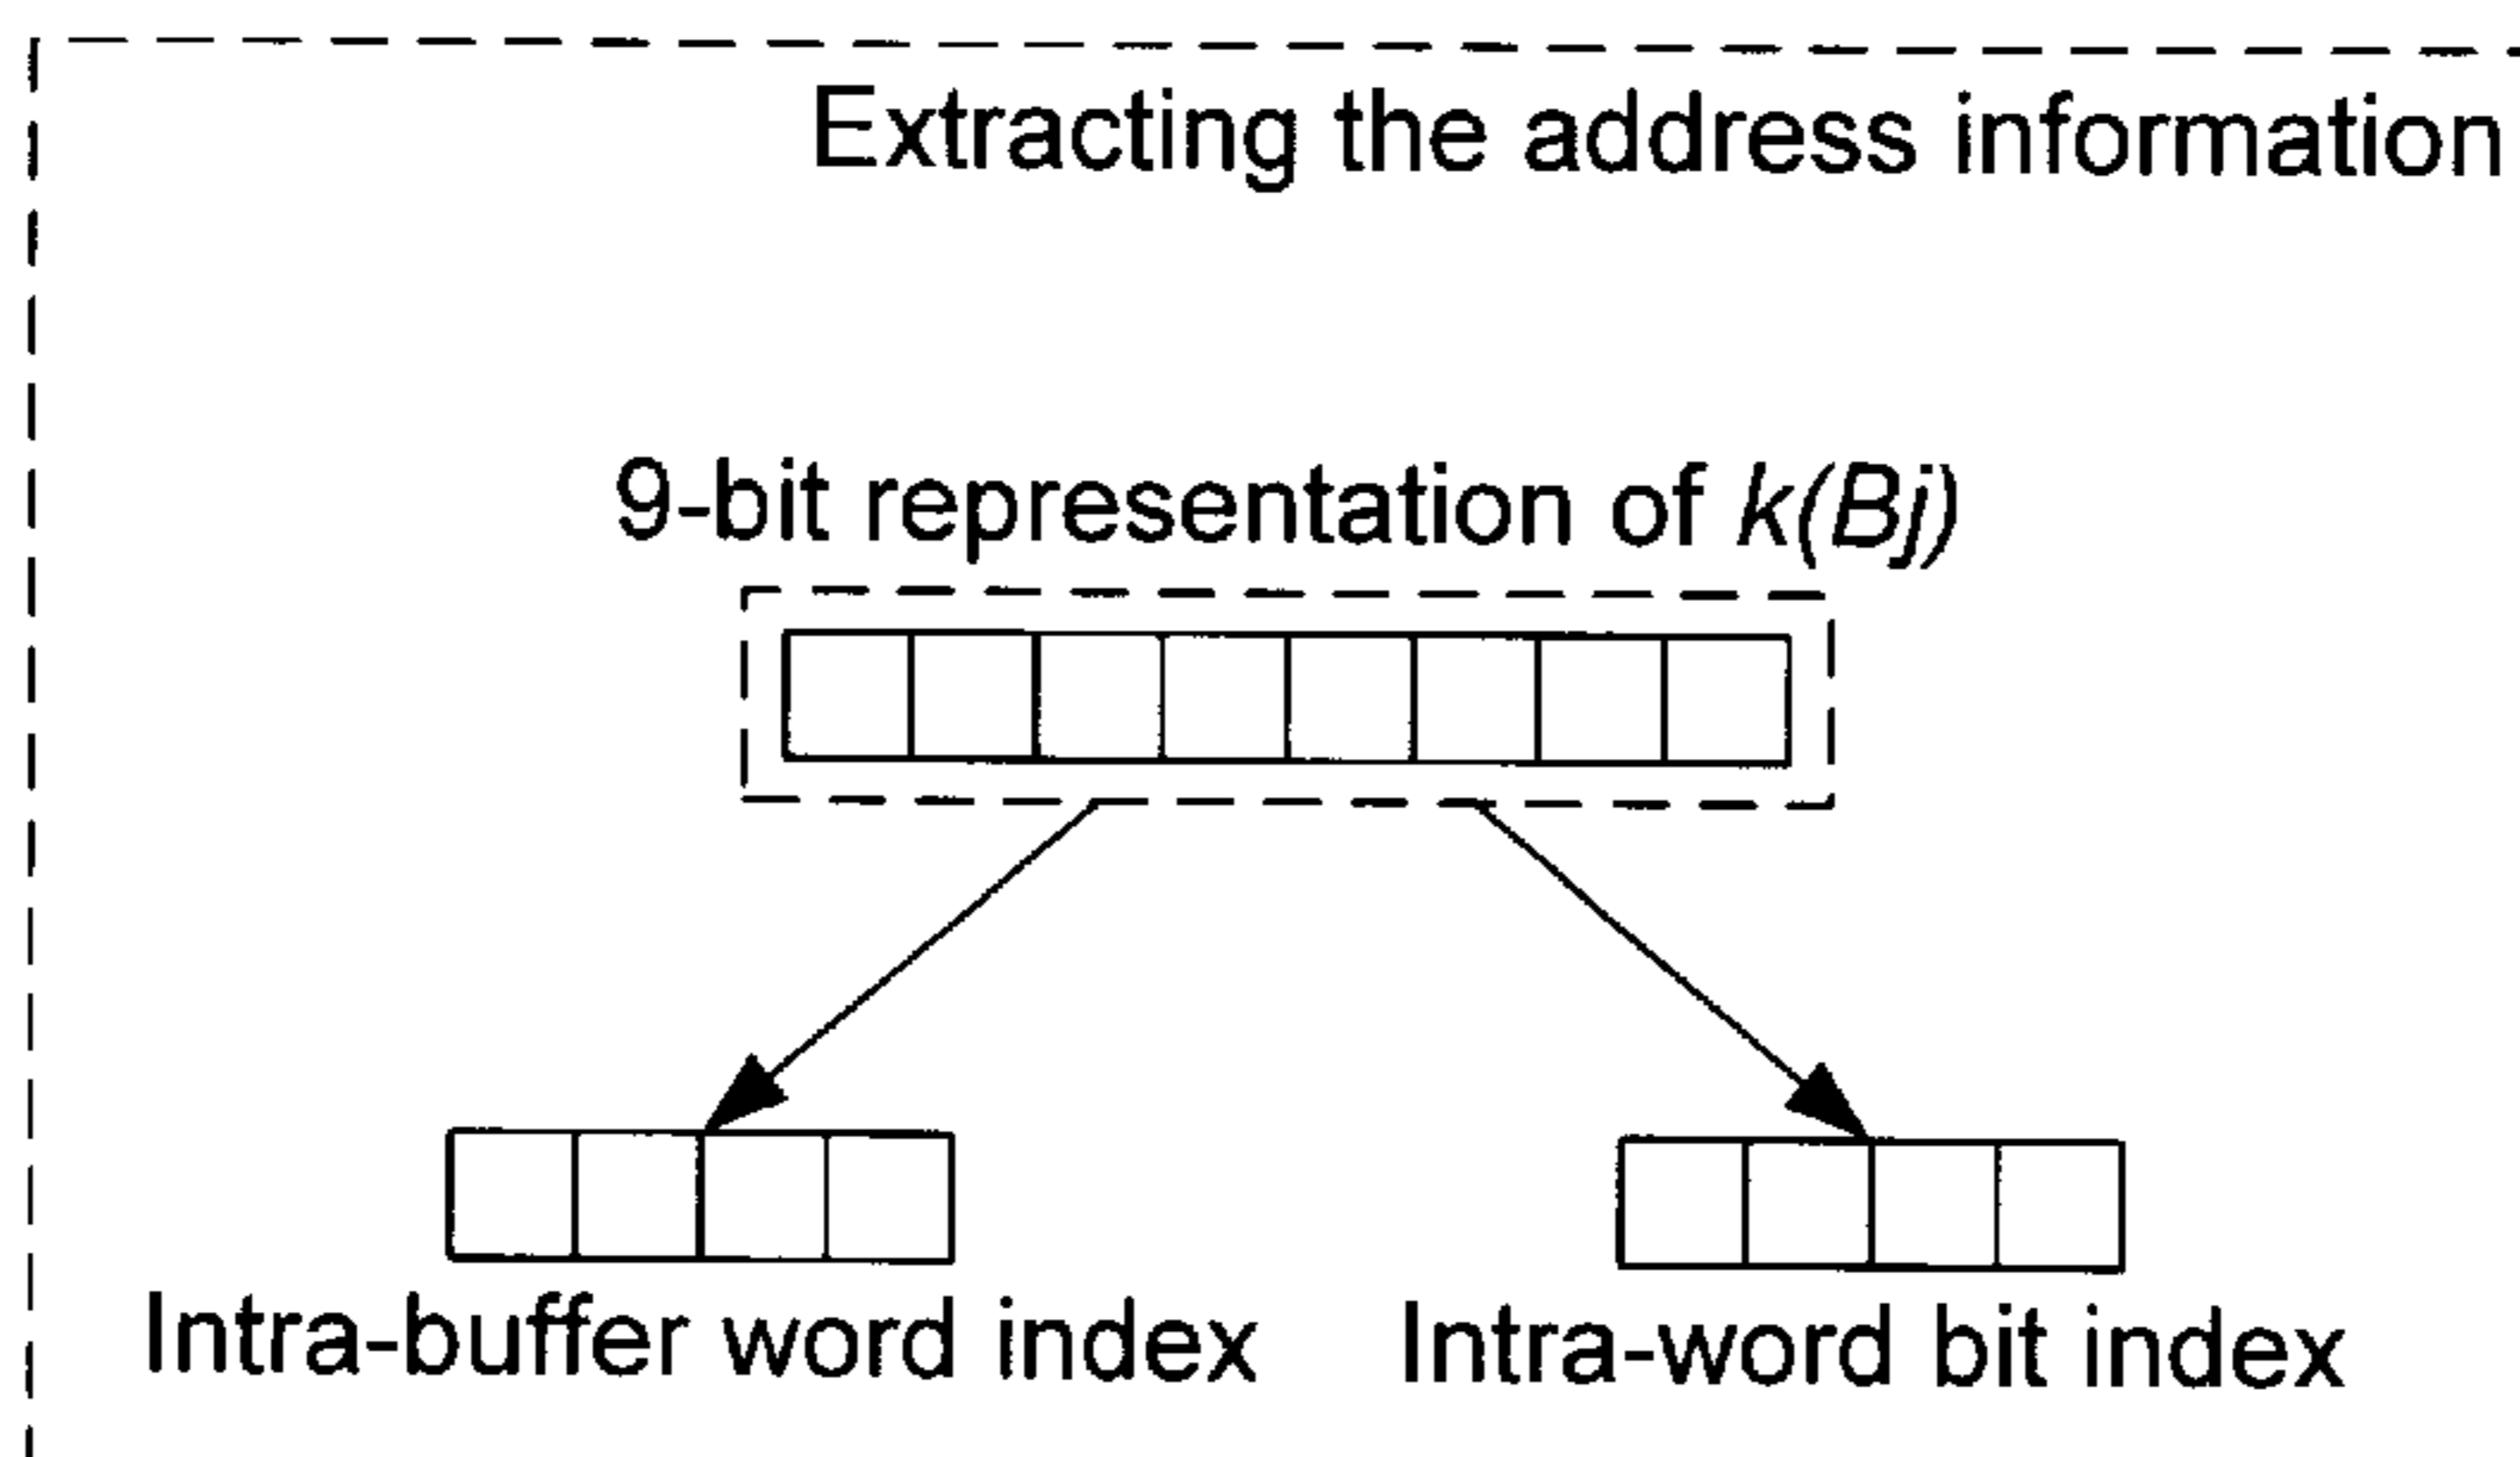 Extracting the address information
9-bit representation of k(Bj)
Intra-buffer word index
Intra-word bit index